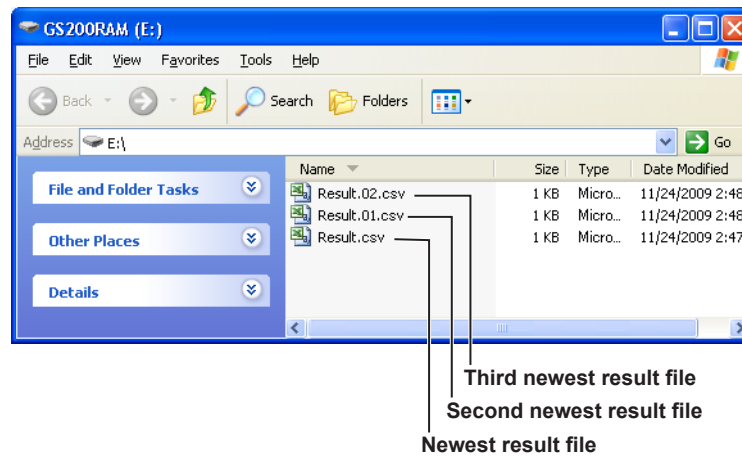 GS200RAM (E:)
File Edit View Favorites Tools Help
Back Search Folders
Address E:\ Go
Name Size Type Date Modified
File and Folder Tasks
Other Places
Details
Result.02.csv 1 KB Micro... 11/24/2009 2:48
Result.01.csv 1 KB Micro... 11/24/2009 2:48
Result.csv 1 KB Micro... 11/24/2009 2:47
Third newest result file
Second newest result file
Newest result file